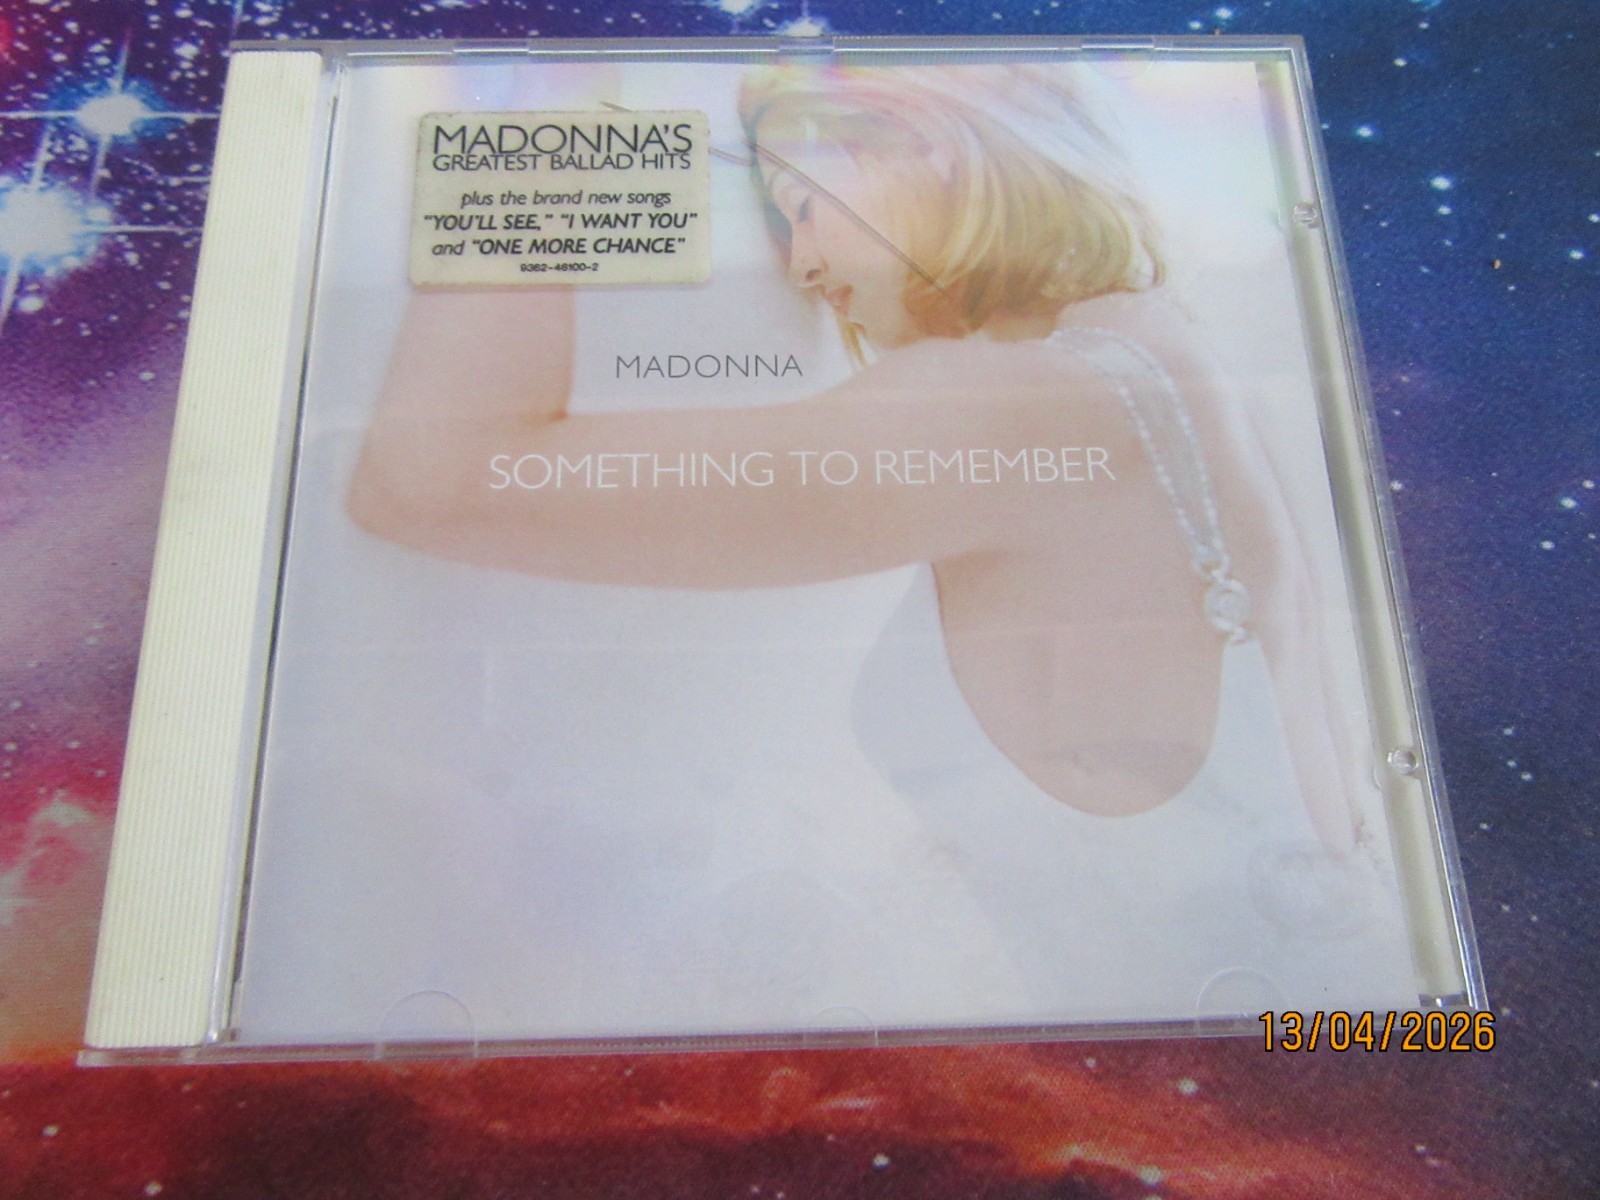 MADONNA'S
GREATEST BALLAD HITS
plus the brand new songs
"YOU'LL SEE," "I WANT YOU"
and "ONE MORE CHANCE"
9362-46100-2
MADONNA
SOMETHING TO REMEMBER
13/04/2026